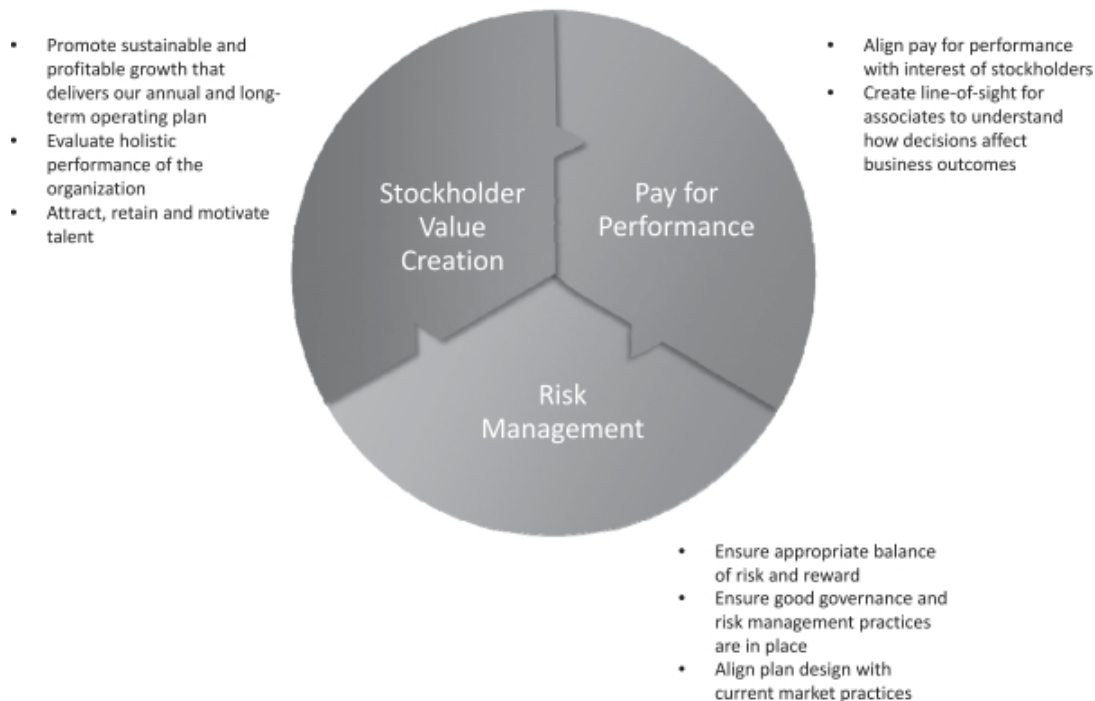 • Promote sustainable and
profitable growth that
delivers our annual and long-
term operating plan
• Evaluate holistic
performance of the
organization
• Attract, retain and motivate
talent
Stockholder
Value
Creation
Pay for
Performance
• Align pay for performance
with interest of stockholders
• Create line-of-sight for
associates to understand
how decisions affect
business outcomes
Risk
Management
• Ensure appropriate balance
of risk and reward
• Ensure good governance and
risk management practices
are in place
• Align plan design with
current market practices